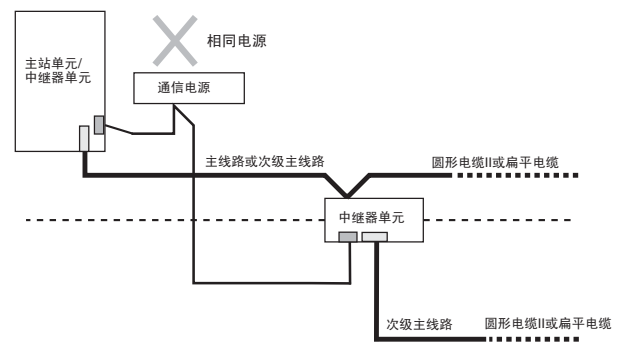 相同电源
主站单元/
中继器单元
通信电源
主线路或次级主线路
圆形电缆II或扁平电缆
中继器单元
次级主线路
圆形电缆II或扁平电缆